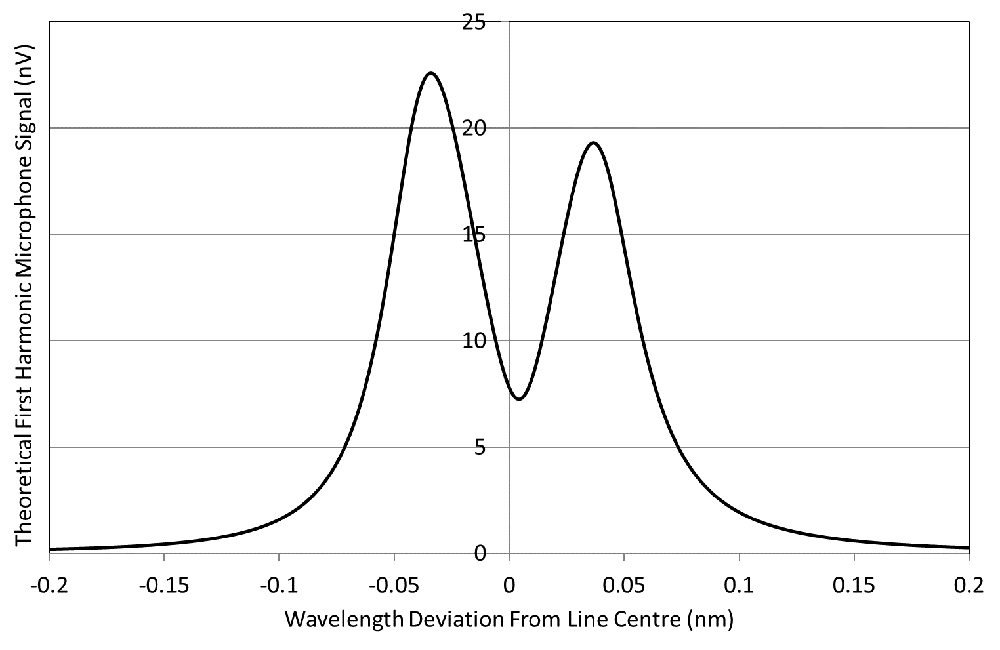 Theoretical First Harmonic Microphone Signal (nV)
25
20
15
10
5
0
-0.2 -0.15 -0.1 -0.05 0 0.05 0.1 0.15 0.2
Wavelength Deviation From Line Centre (nm)